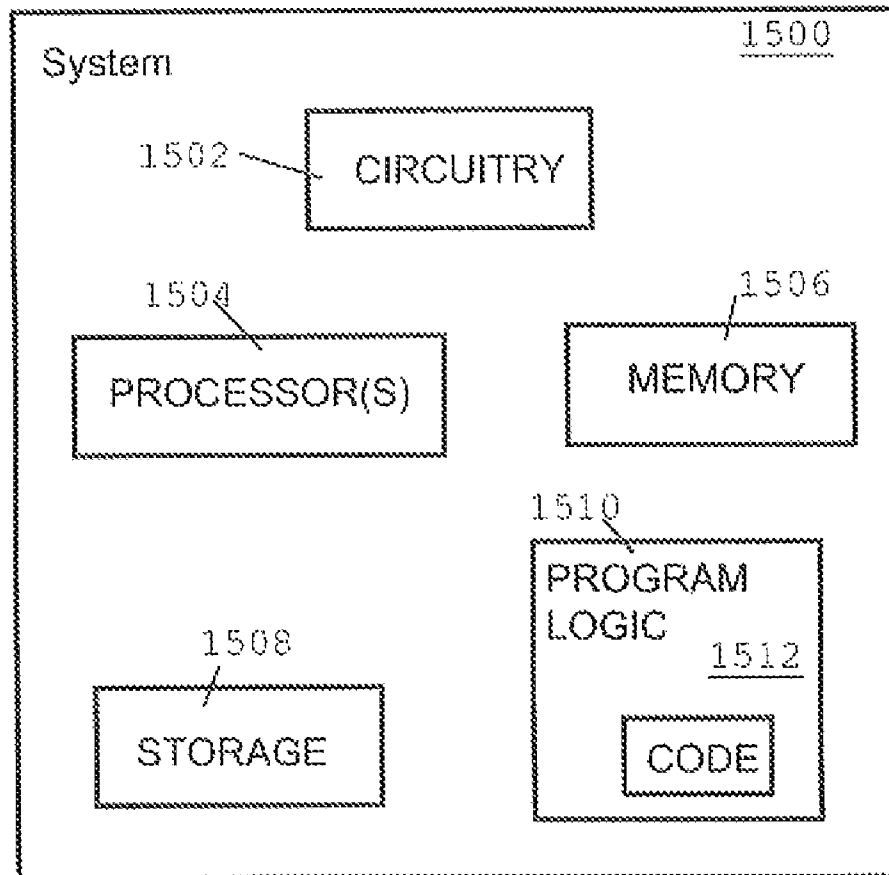 1500
System
1502
CIRCUITRY
1504
1506
PROCESSOR(S)
MEMORY
1510
PROGRAM
LOGIC
1508
1512
STORAGE
CODE